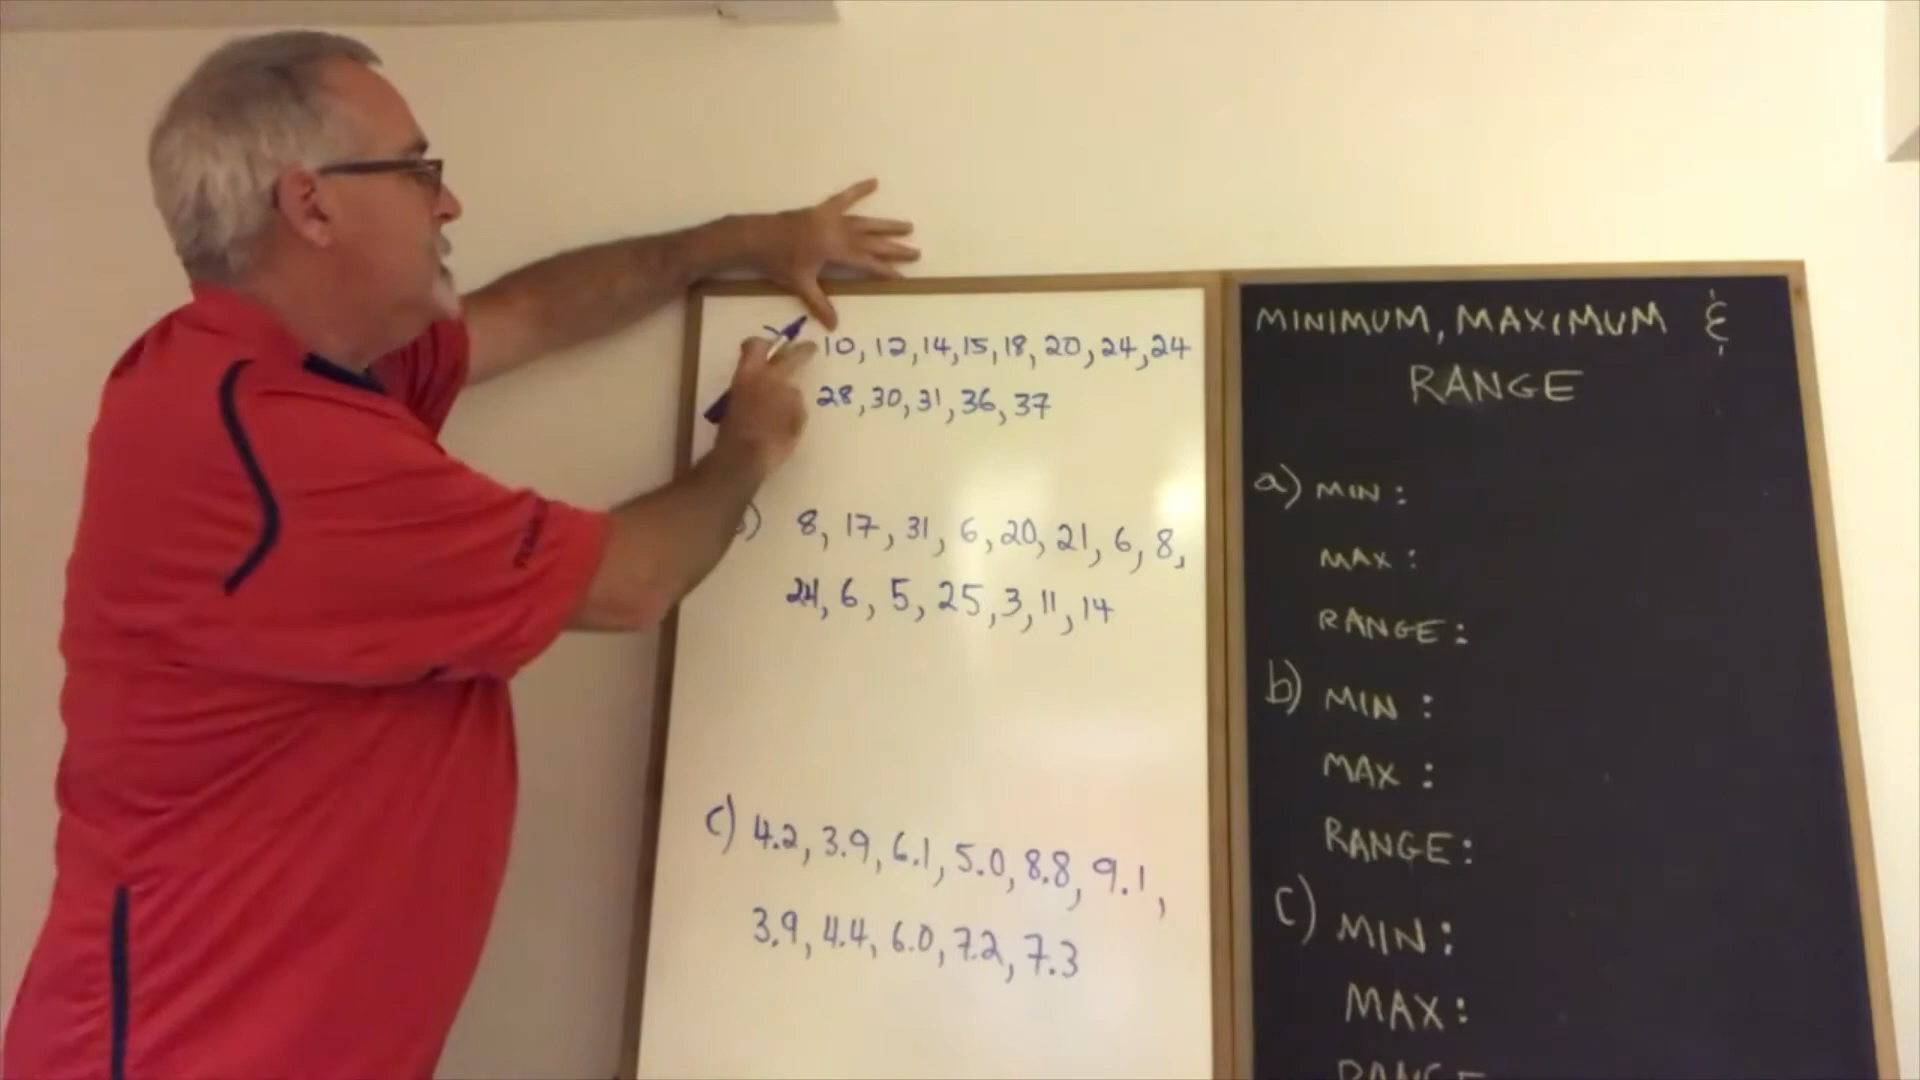 10, 12, 14, 15, 18, 20, 24, 24
28, 30, 31, 36, 37
b) 8, 17, 31, 6, 20, 21, 6, 8,
24, 6, 5, 25, 3, 11, 14
c) 4.2, 3.9, 6.1, 5.0, 8.8, 9.1,
3.9, 4.4, 6.0, 7.2, 7.3
MINIMUM, MAXIMUM &
RANGE
a) MIN:
MAX:
RANGE:
b) MIN:
MAX:
RANGE:
c) MIN:
MAX:
RANGE